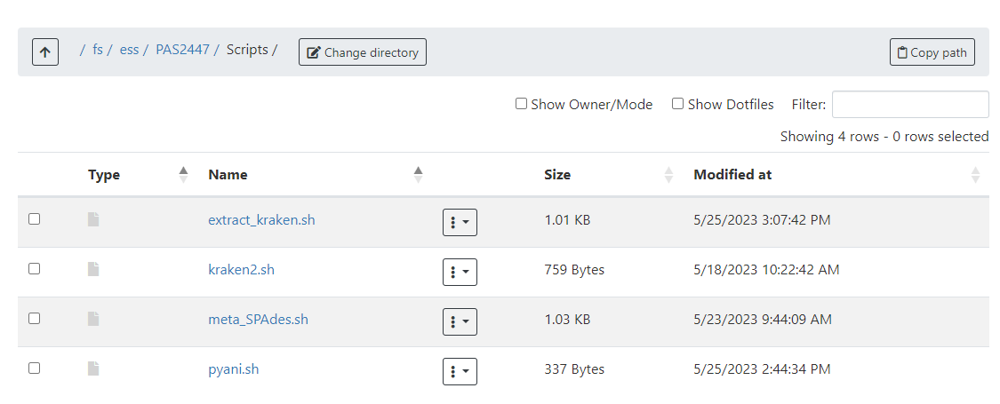 / fs / ess / PAS2447 / Scripts / Change directory Copy path
Show Owner/Mode Show Dotfiles Filter:
Showing 4 rows - 0 rows selected
Type Name Size Modified at
extract_kraken.sh 1.01 KB 5/25/2023 3:07:42 PM
kraken2.sh 759 Bytes 5/18/2023 10:22:42 AM
meta_SPAdes.sh 1.03 KB 5/23/2023 9:44:09 AM
pyani.sh 337 Bytes 5/25/2023 2:44:34 PM